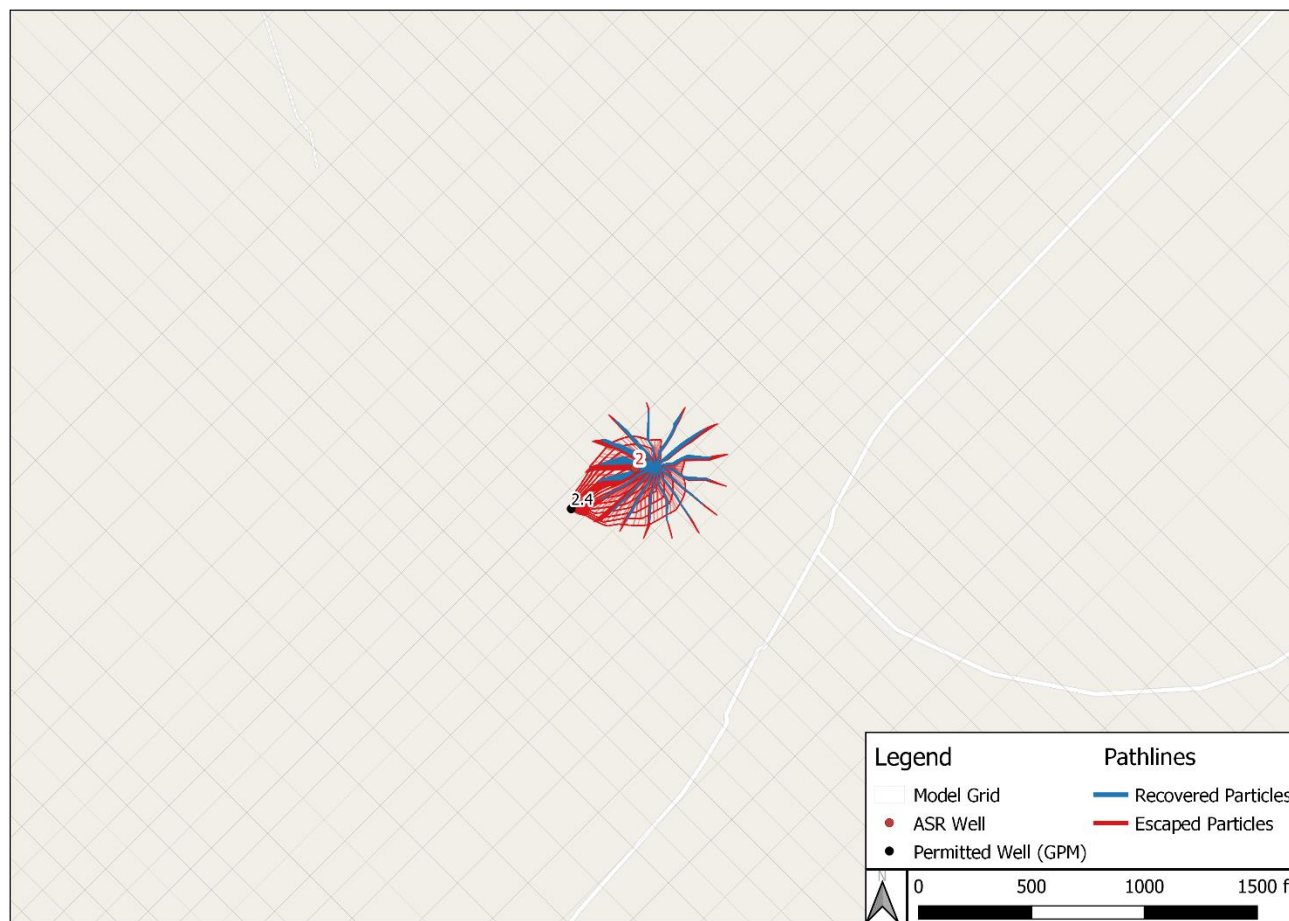 2
2.4
Legend
Pathlines
Model Grid
Recovered Particles
ASR Well
Escaped Particles
Permitted Well (GPM)
N
0 500 1000 1500 f